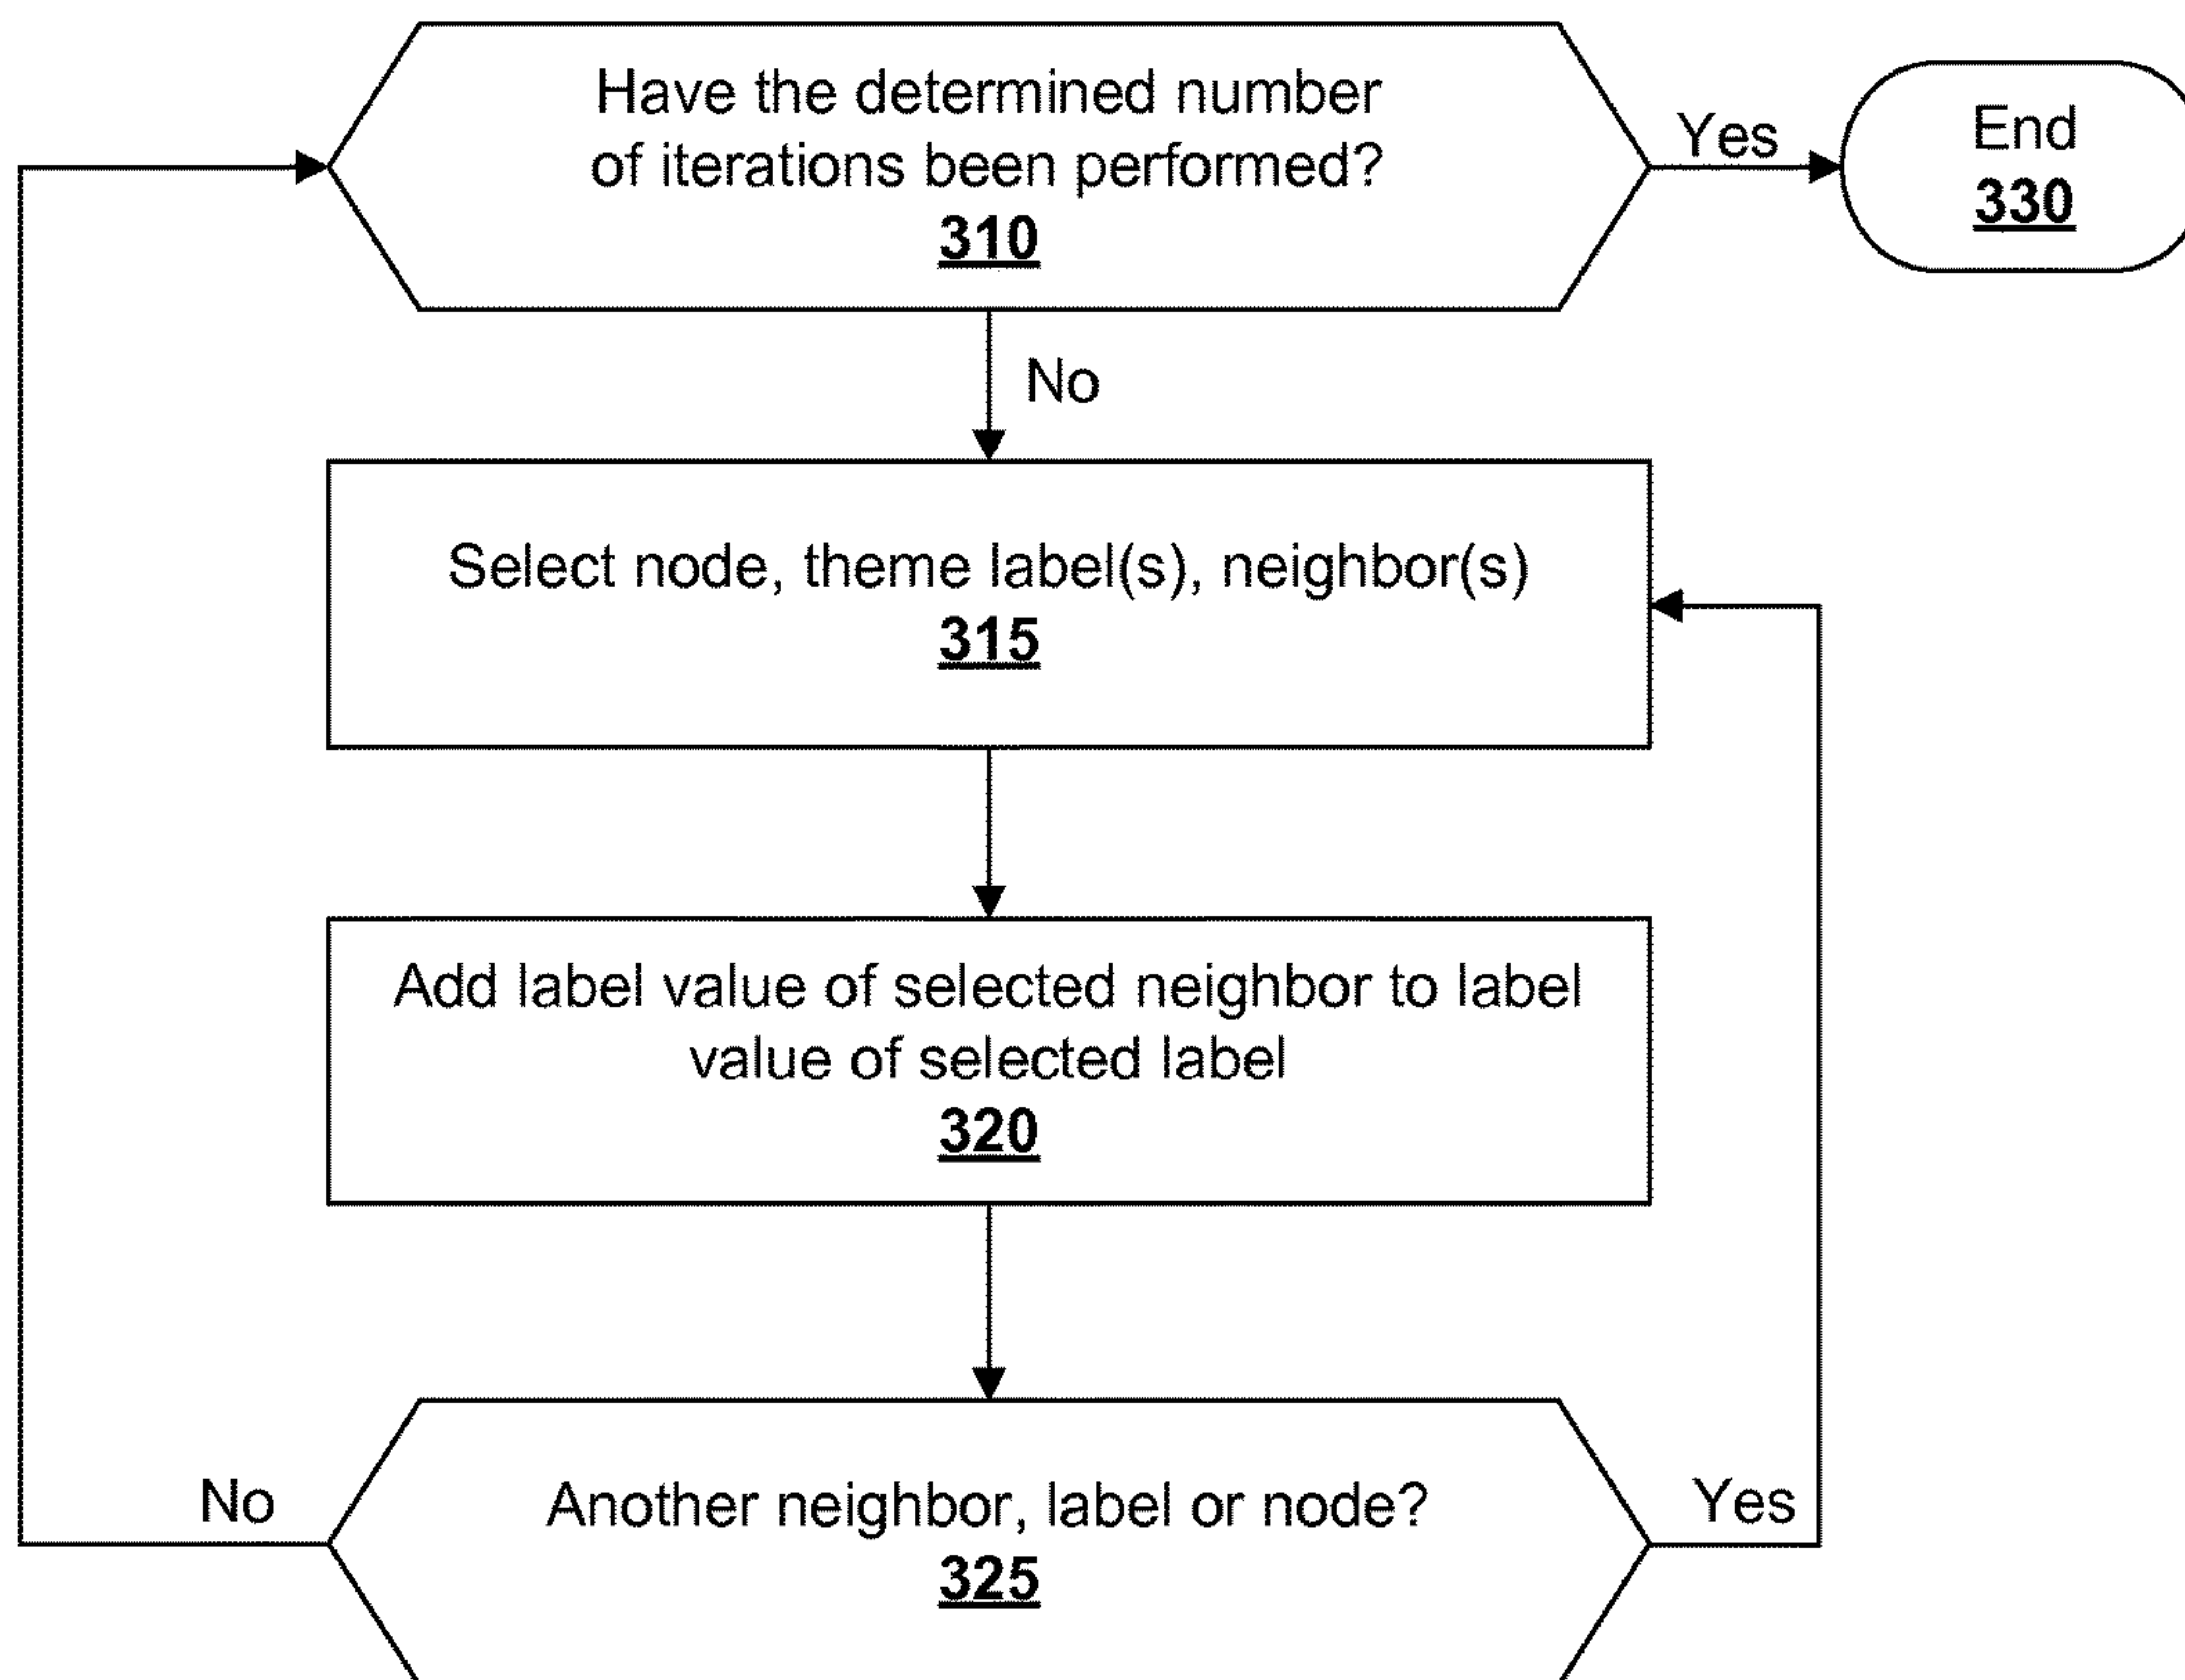 Have the determined number
of iterations been performed?
310
Yes
End
330
No
Select node, theme label(s), neighbor(s)
315
Add label value of selected neighbor to label
value of selected label
320
No
Another neighbor, label or node?
325
Yes